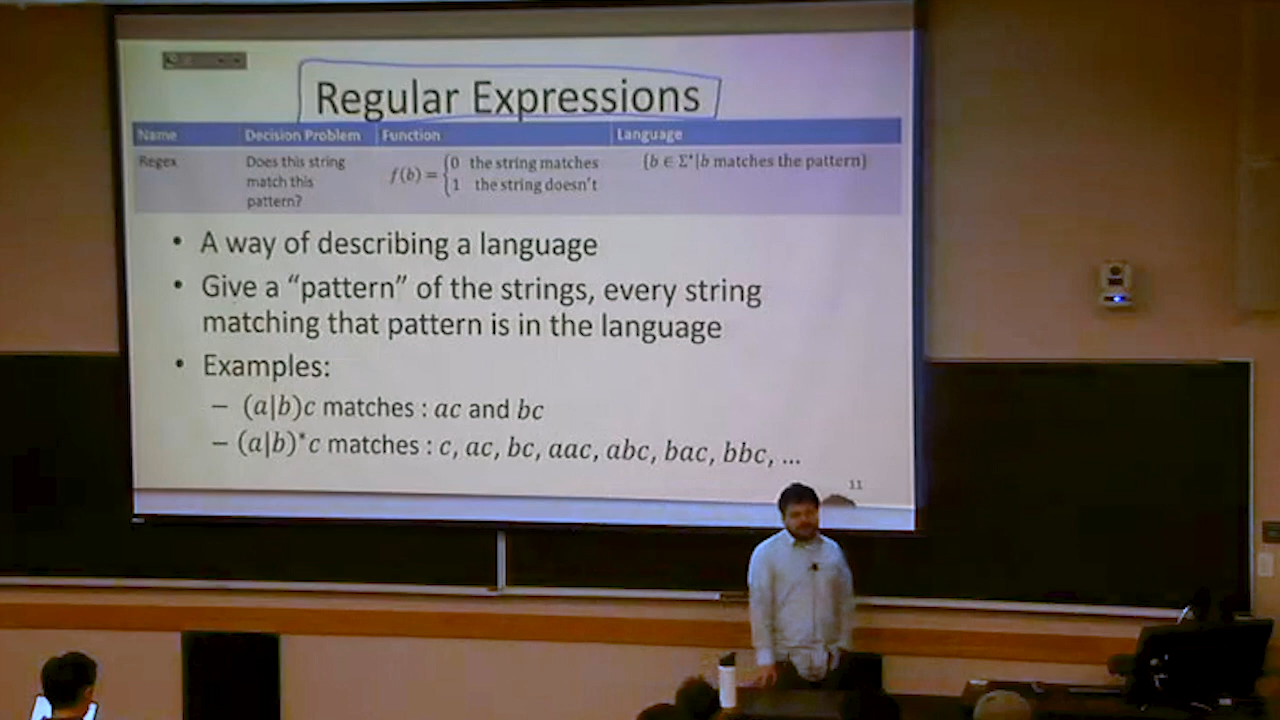 Regular Expressions
Name Decision Problem Function Language
Regex Does this string match this pattern? f(b) = {0 the string matches 1 the string doesn't {b ∈ Σ*|b matches the pattern}
• A way of describing a language
• Give a “pattern” of the strings, every string
matching that pattern is in the language
• Examples:
– (a|b)c matches : ac and bc
– (a|b)*c matches : c, ac, bc, aac, abc, bac, bbc, ...
11